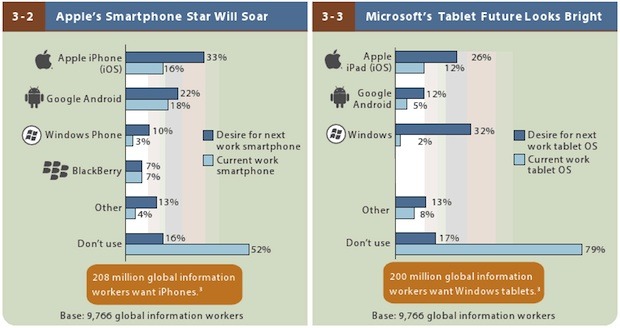 3-2 Apple's Smartphone Star Will Soar
Apple iPhone
(iOS)
33%
16%
Google Android
22%
18%
Windows Phone
10%
3%
BlackBerry
7%
7%
Other
13%
4%
Don't use
16%
52%
Desire for next
work smartphone
Current work
smartphone
208 million global information
workers want iPhones.³
Base: 9,766 global information workers
3-3 Microsoft's Tablet Future Looks Bright
Apple
iPad (iOS)
26%
12%
Google
Android
12%
5%
Windows
32%
2%
Other
13%
8%
Don't use
17%
79%
Desire for next
work tablet OS
Current work
tablet OS
200 million global information
workers want Windows tablets.³
Base: 9,766 global information workers